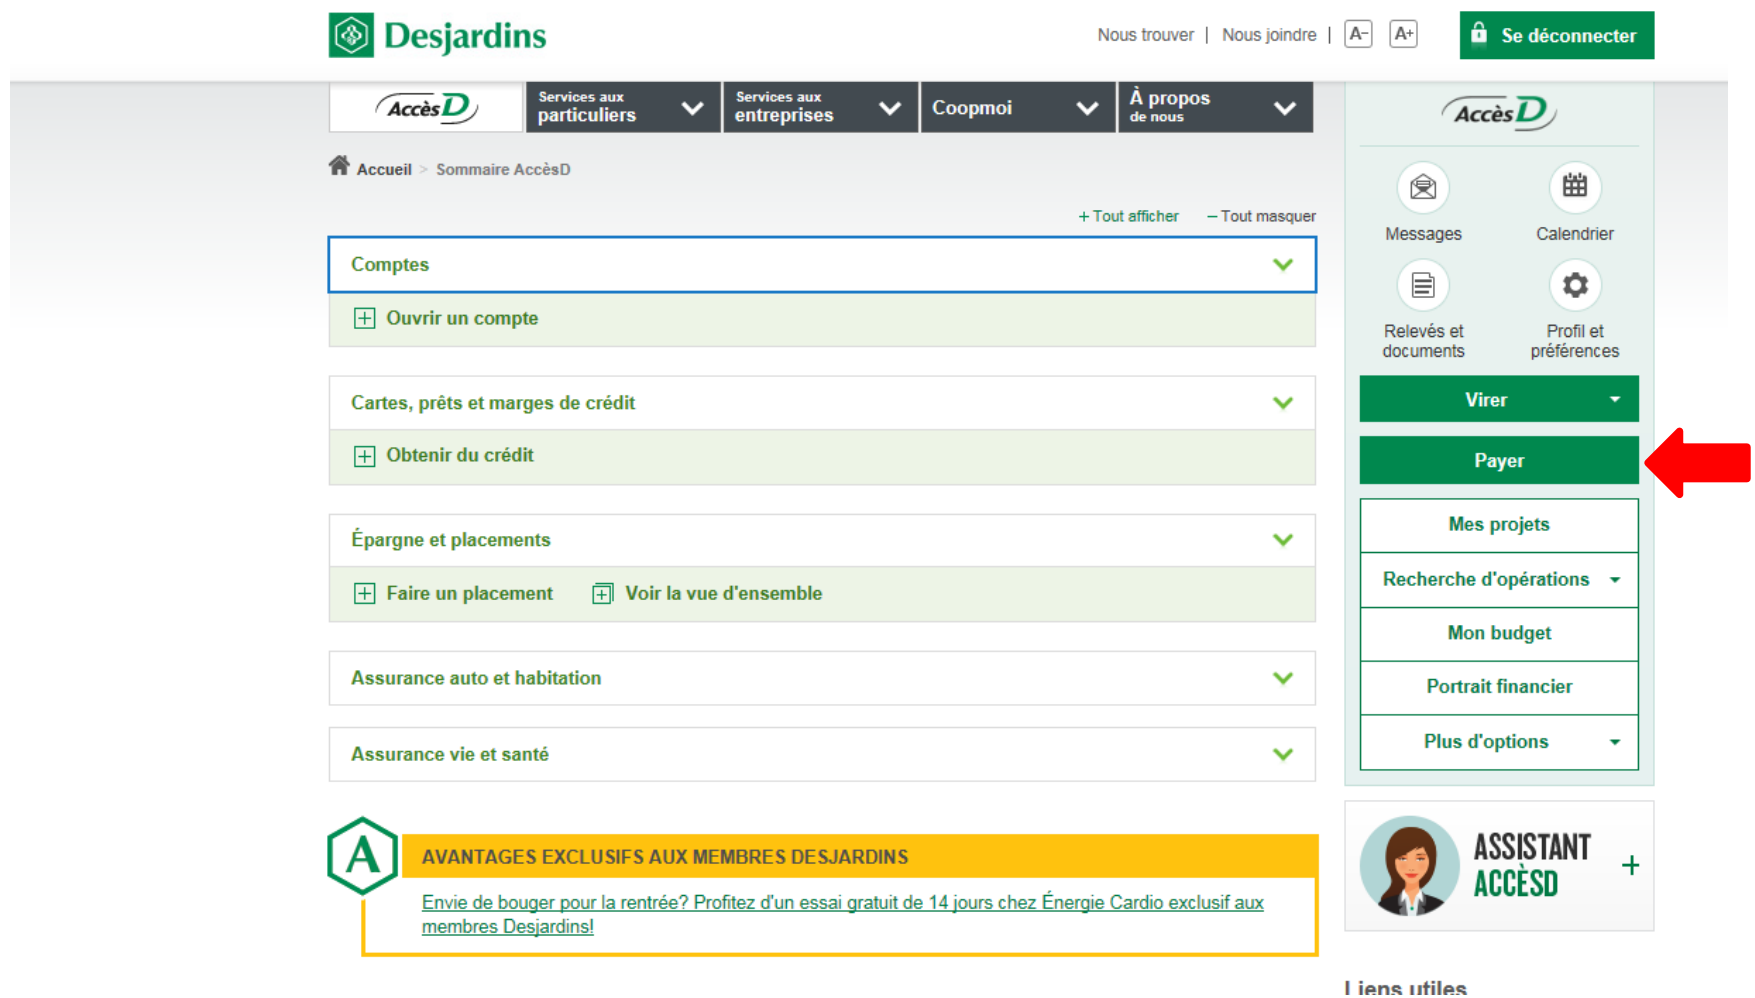 Desjardins
Nous trouver | Nous joindre | A- A+
Se déconnecter
AccèsD
Services aux
particuliers
Services aux
entreprises
Coopmoi
À propos
de nous
Accueil > Sommaire AccèsD
+ Tout afficher − Tout masquer
Comptes
Ouvrir un compte
Cartes, prêts et marges de crédit
Obtenir du crédit
Épargne et placements
Faire un placement Voir la vue d'ensemble
Assurance auto et habitation
Assurance vie et santé
A
AVANTAGES EXCLUSIFS AUX MEMBRES DESJARDINS
Envie de bouger pour la rentrée? Profitez d'un essai gratuit de 14 jours chez Énergie Cardio exclusif aux
membres Desjardins!
AccèsD
Messages
Calendrier
Relevés et
documents
Profil et
préférences
Virer
Payer
Mes projets
Recherche d'opérations
Mon budget
Portrait financier
Plus d'options
ASSISTANT
ACCÈSD
+
Liens utiles